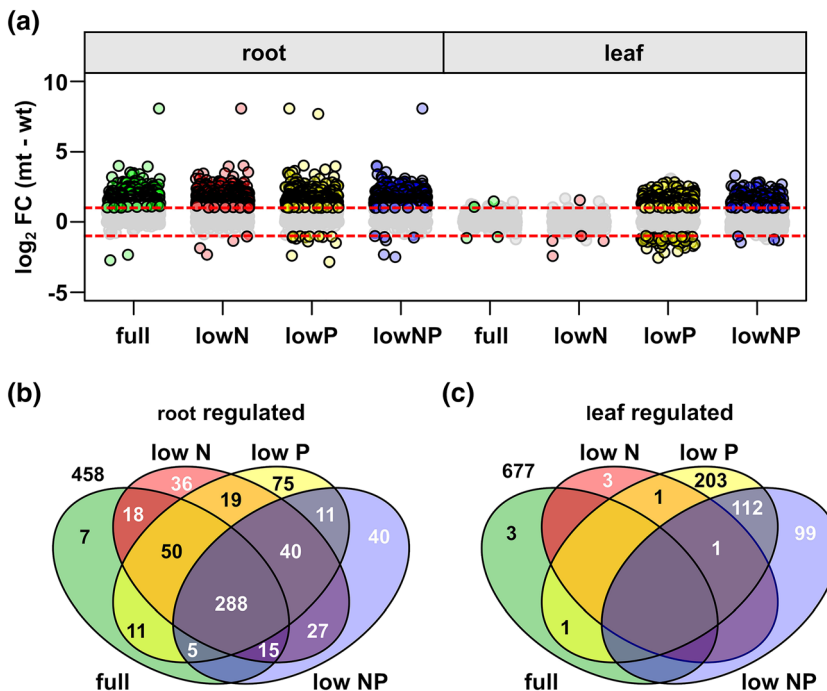 (a)
root leaf
log₂ FC (mt - wt)
10
5
0
-5
full lowN lowP lowNP full lowN lowP lowNP
(b) (c)
root regulated leaf regulated
low N low P low N low P
458 36 75 677 3 203
18 19 11 1 112
7 50 40 40 3 1 99
288
11 27 1
5 15
full low NP full low NP